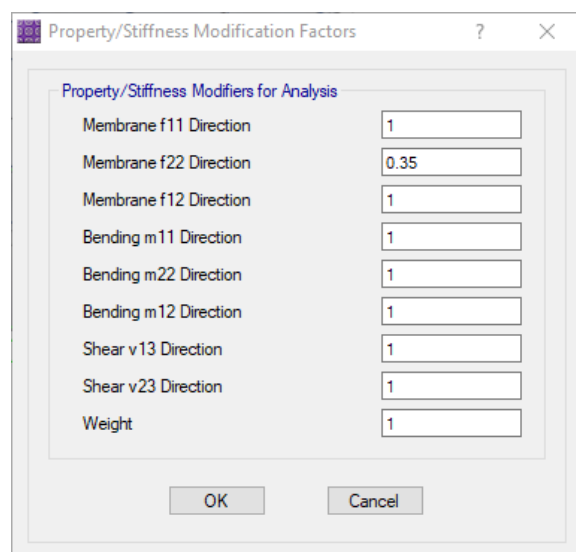 Property/Stiffness Modification Factors ?
Property/Stiffness Modifiers for Analysis
Membrane f11 Direction 1
Membrane f22 Direction 0.35
Membrane f12 Direction 1
Bending m11 Direction 1
Bending m22 Direction 1
Bending m12 Direction 1
Shear v13 Direction 1
Shear v23 Direction 1
Weight 1
OK Cancel